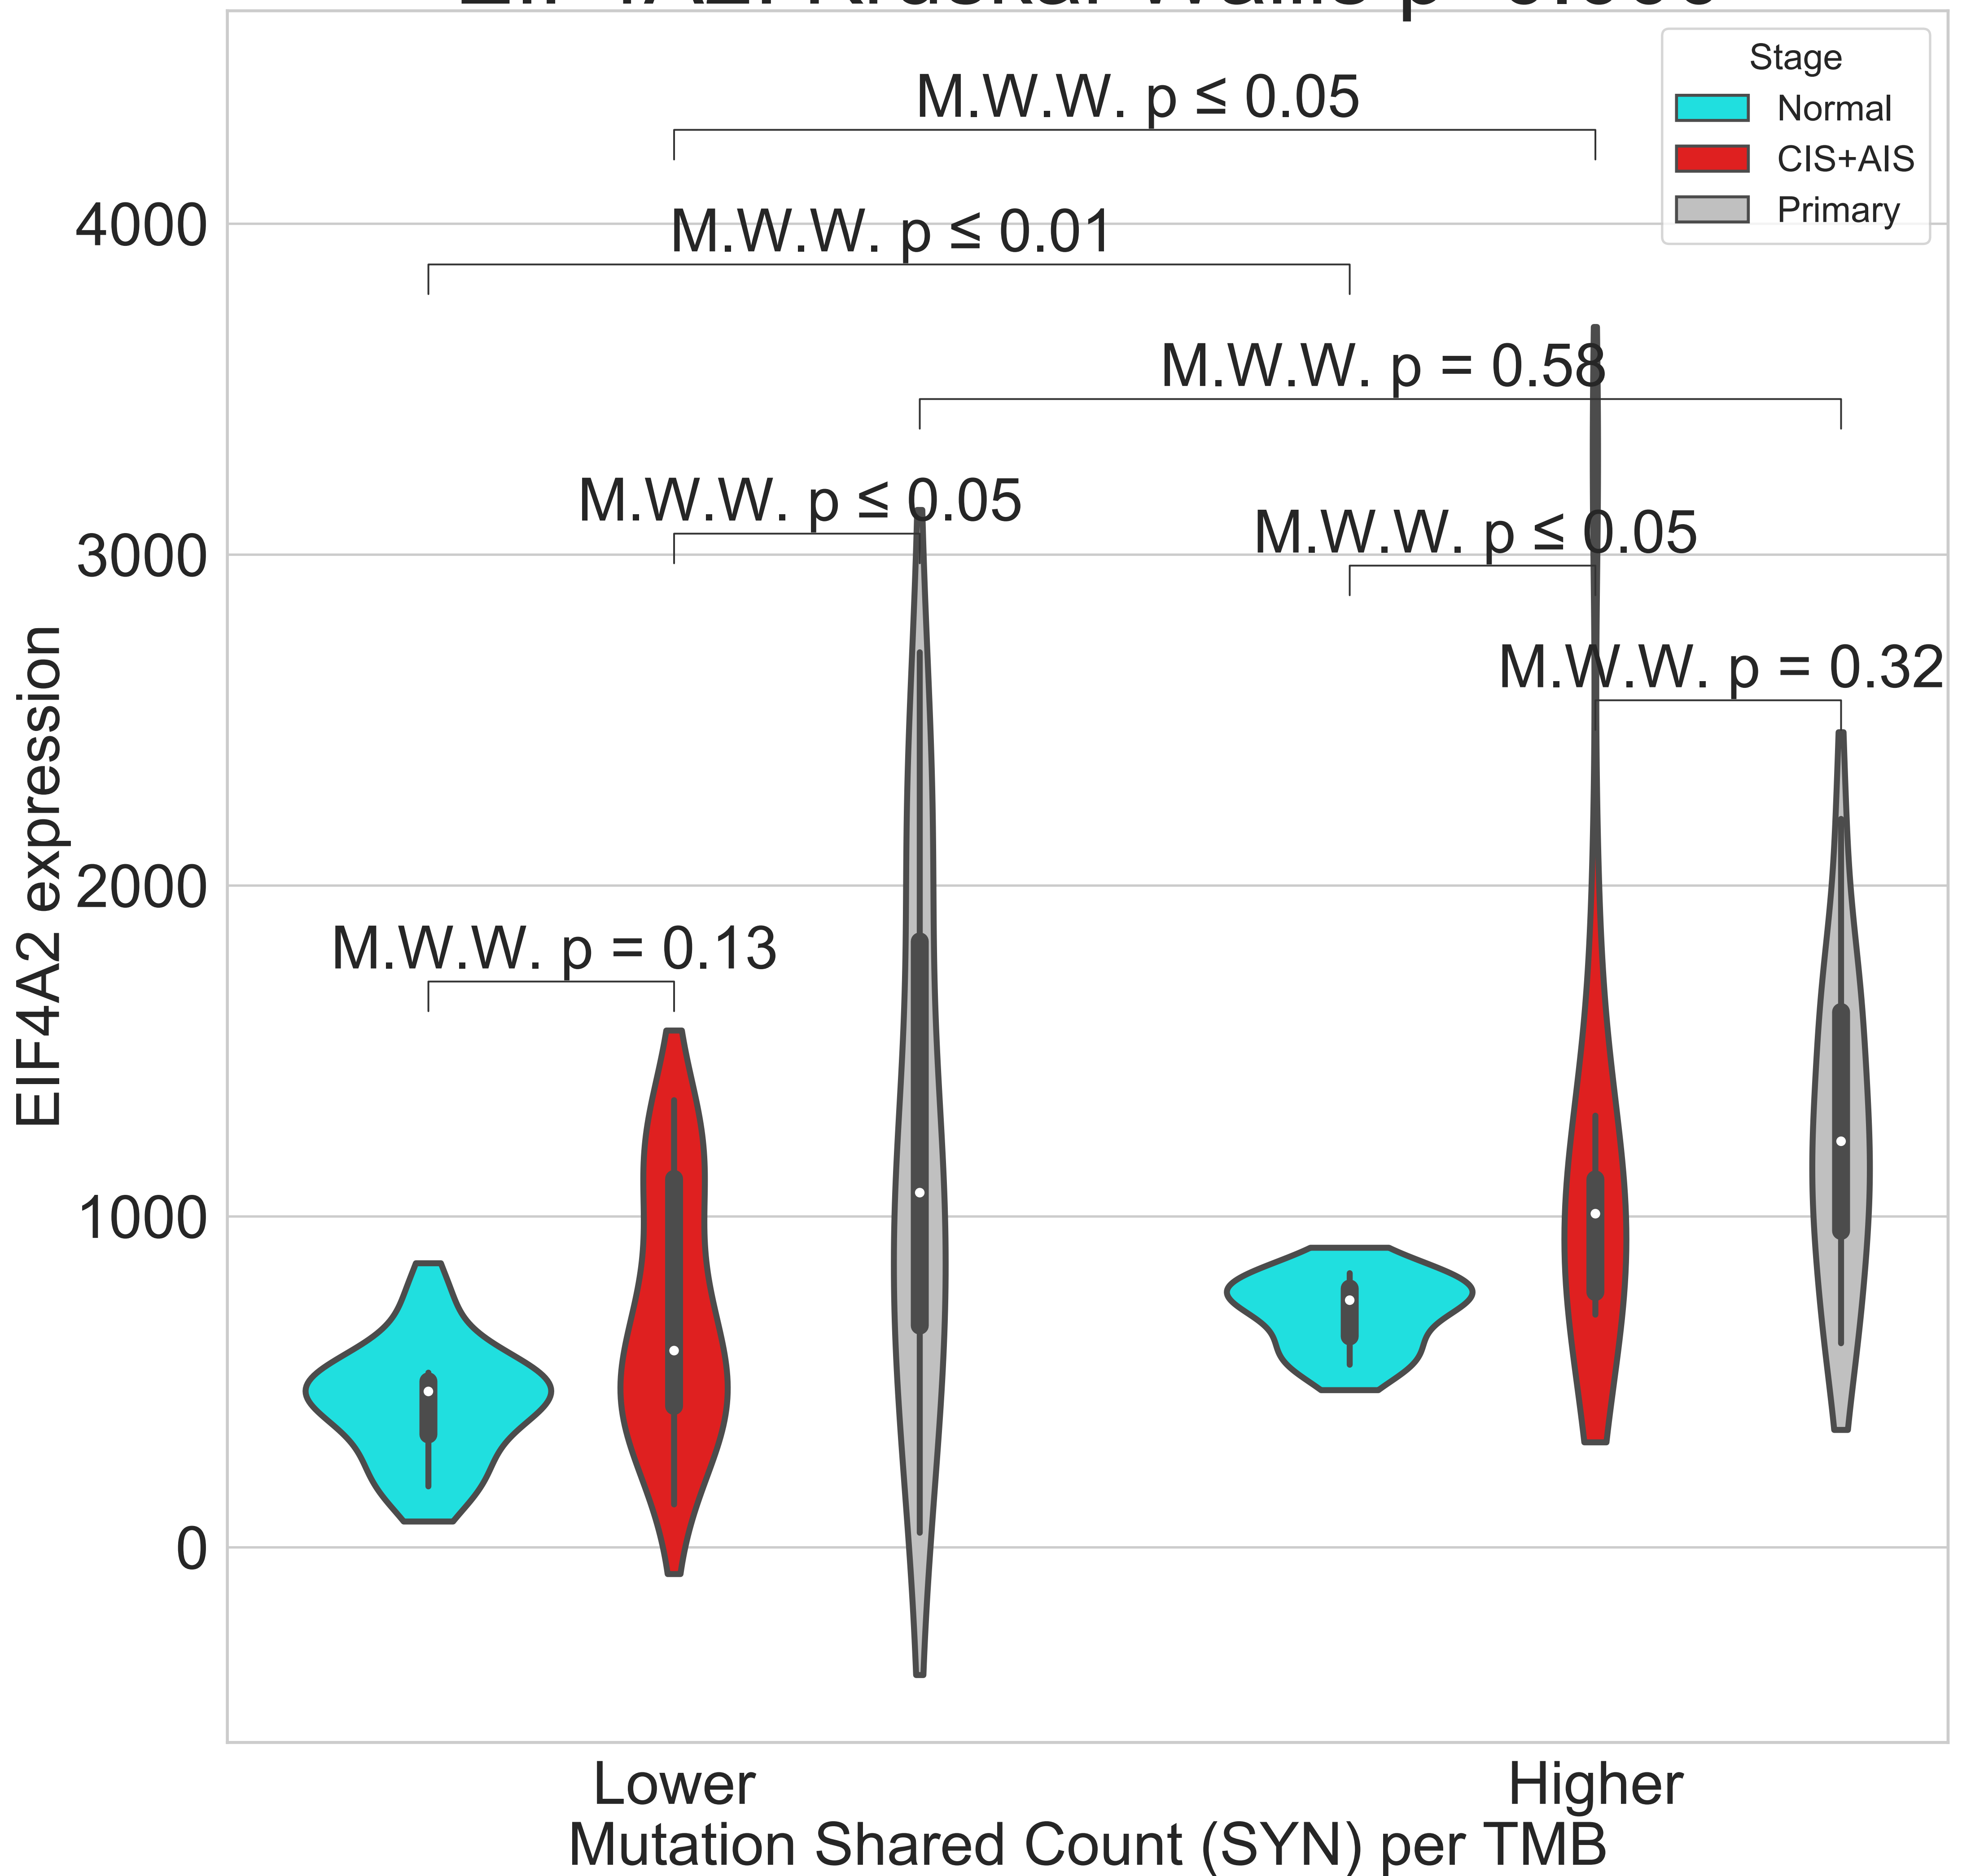 Stage
Normal
CIS+AIS
Primary
M.W.W. p ≤ 0.05
M.W.W. p ≤ 0.01
M.W.W. p = 0.58
M.W.W. p ≤ 0.05
M.W.W. p ≤ 0.05
M.W.W. p = 0.32
M.W.W. p = 0.13
4000
3000
2000
1000
0
EIF4A2 expression
Lower
Higher
Mutation Shared Count (SYN) per TMB